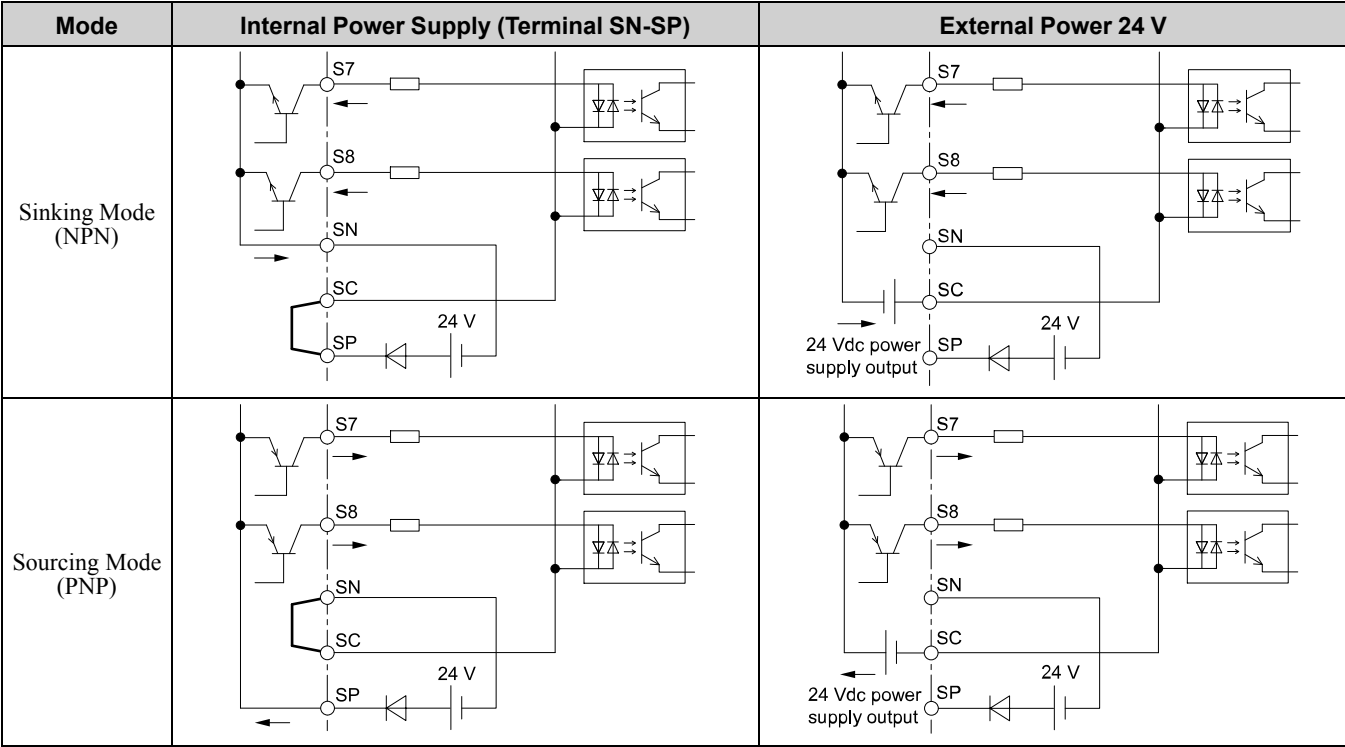 Mode
Internal Power Supply (Terminal SN-SP)
External Power 24 V
Sinking Mode
(NPN)
S7
S8
SN
SC
24 V
SP
S7
S8
SN
SC
24 V
24 Vdc power
supply output
SP
Sourcing Mode
(PNP)
S7
S8
SN
SC
24 V
SP
S7
S8
SN
SC
24 V
24 Vdc power
supply output
SP